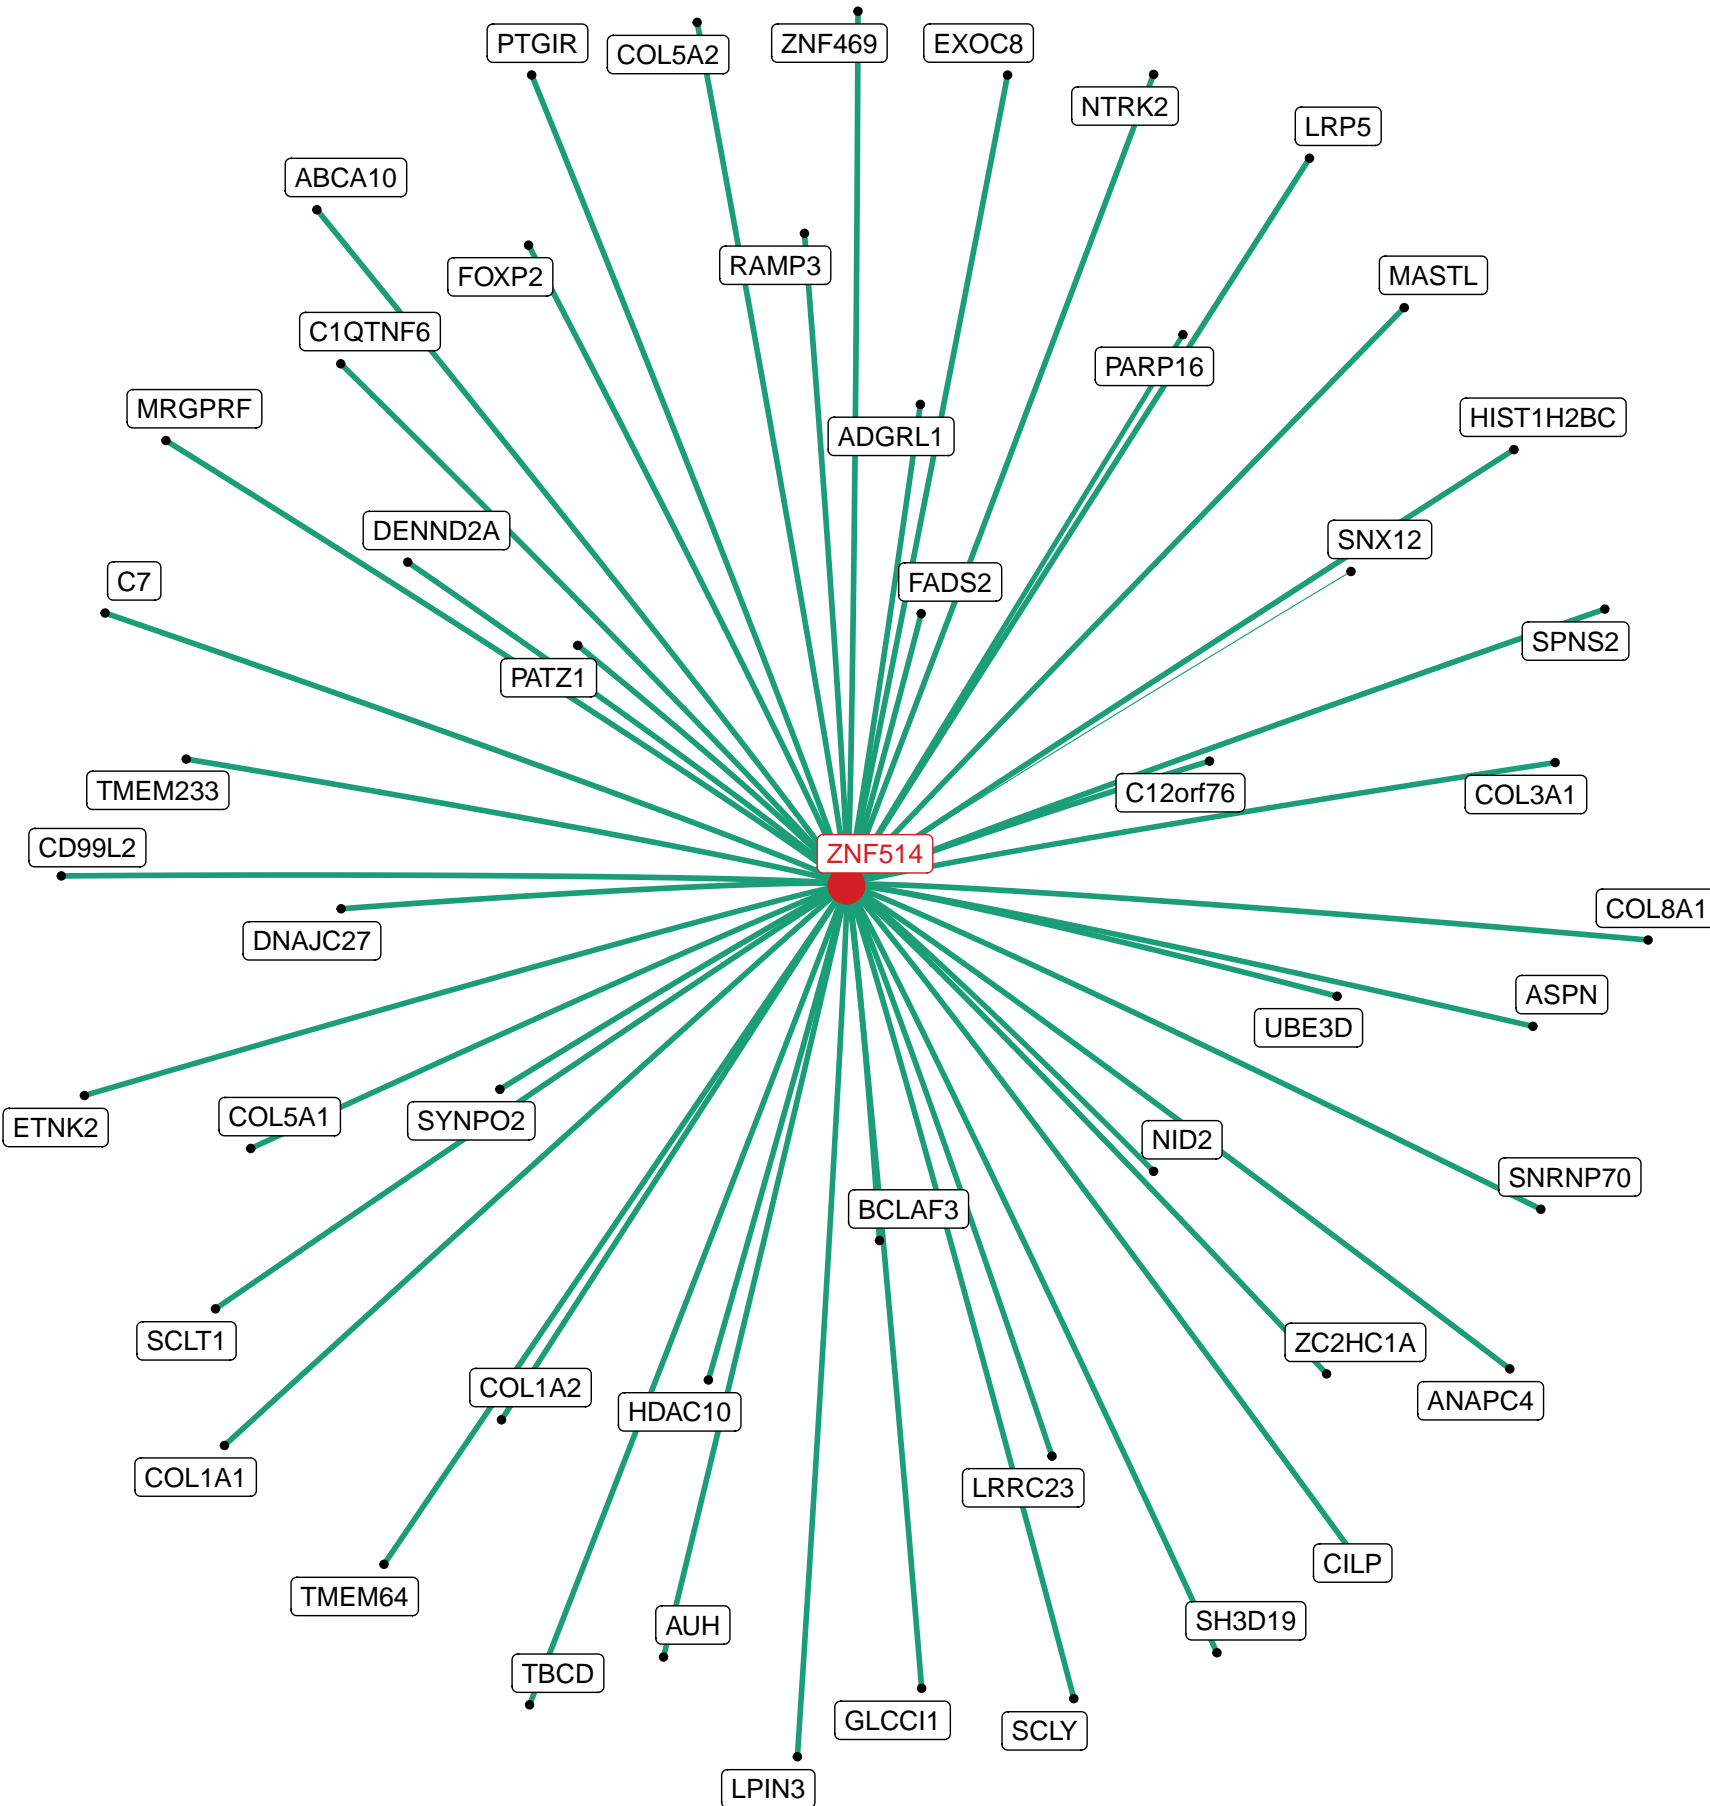 PTGIR
COL5A2
ZNF469
EXOC8
NTRK2
LRP5
ABCA10
FOXP2
RAMP3
MASTL
C1QTNF6
PARP16
MRGPRF
ADGRL1
HIST1H2BC
DENND2A
SNX12
C7
FADS2
SPNS2
PATZ1
TMEM233
C12orf76
COL3A1
CD99L2
ZNF514
COL8A1
DNAJC27
ASPN
UBE3D
ETNK2
COL5A1
SYNPO2
NID2
SNRNP70
BCLAF3
SCLT1
ZC2HC1A
COL1A2
ANAPC4
HDAC10
COL1A1
LRRC23
CILP
TMEM64
AUH
SH3D19
TBCD
GLCCI1
SCLY
LPIN3